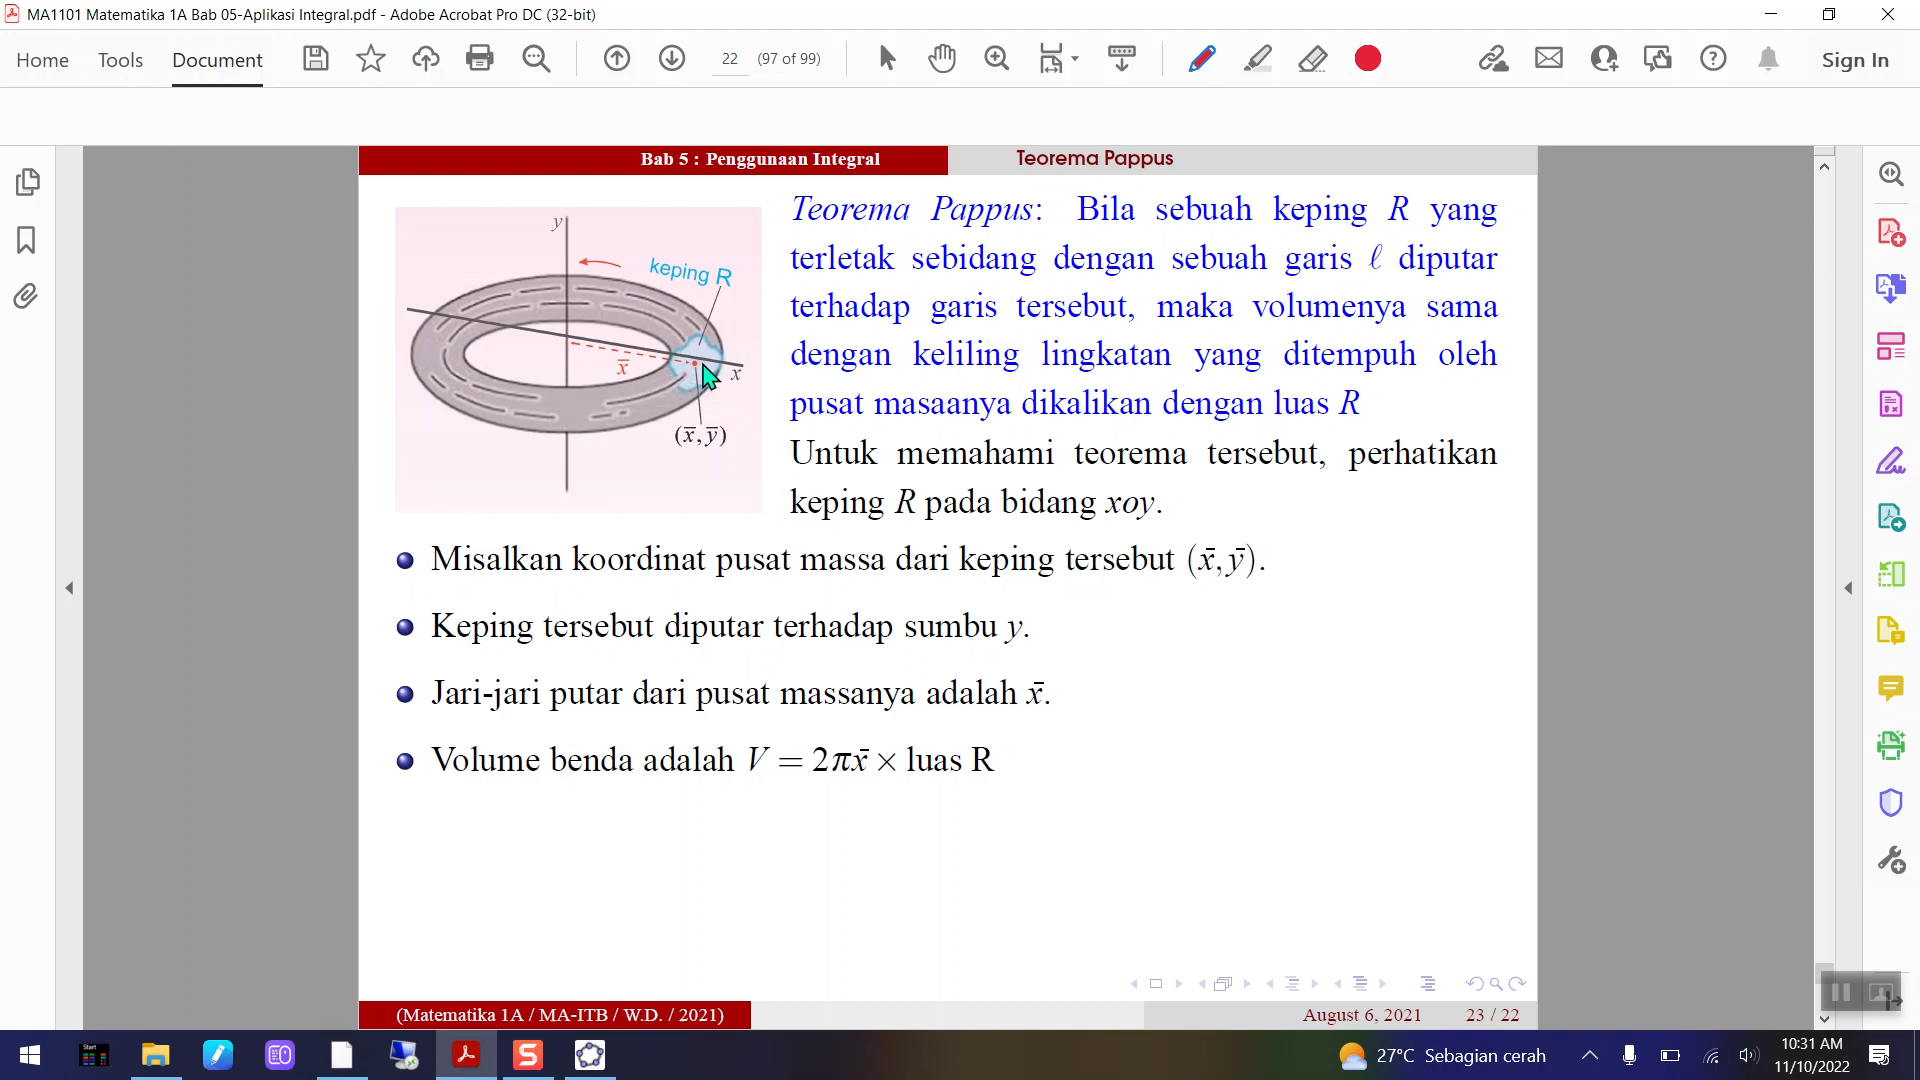 MA1101 Matematika 1A Bab 05-Aplikasi Integral.pdf - Adobe Acrobat Pro DC (32-bit)
Home Tools Document 22 (97 of 99) Sign In
Bab 5 : Penggunaan Integral Teorema Pappus
y
keping R
x̄
x
(x̄,ȳ)
Teorema Pappus: Bila sebuah keping R yang
terletak sebidang dengan sebuah garis ℓ diputar
terhadap garis tersebut, maka volumenya sama
dengan keliling lingkatan yang ditempuh oleh
pusat masaanya dikalikan dengan luas R
Untuk memahami teorema tersebut, perhatikan
keping R pada bidang xoy.
Misalkan koordinat pusat massa dari keping tersebut (x̄,ȳ).
Keping tersebut diputar terhadap sumbu y.
Jari-jari putar dari pusat massanya adalah x̄.
Volume benda adalah V = 2πx̄ × luas R
(Matematika 1A / MA-ITB / W.D. / 2021) August 6, 2021 23 / 22
Start
27°C Sebagian cerah
10:31 AM
11/10/2022